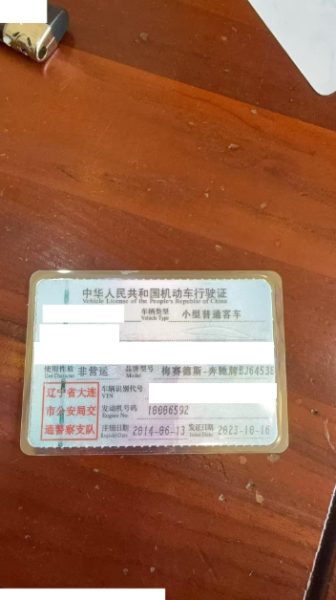 中华人民共和国机动车行驶证
Vehicle License of the People's Republic of China
车辆类型 小型普通客车
Vehicle Type
使用性质 非营运 品牌型号 梅赛德斯-奔驰牌BJ6453E
Use Character Model
辽宁省大连
市公安局交
通警察支队
车辆识别代号
VIN
发动机号码 10006592
Engine No.
注册日期 2014-06-13 发证日期 2023-10-16
Register Date Issue Date